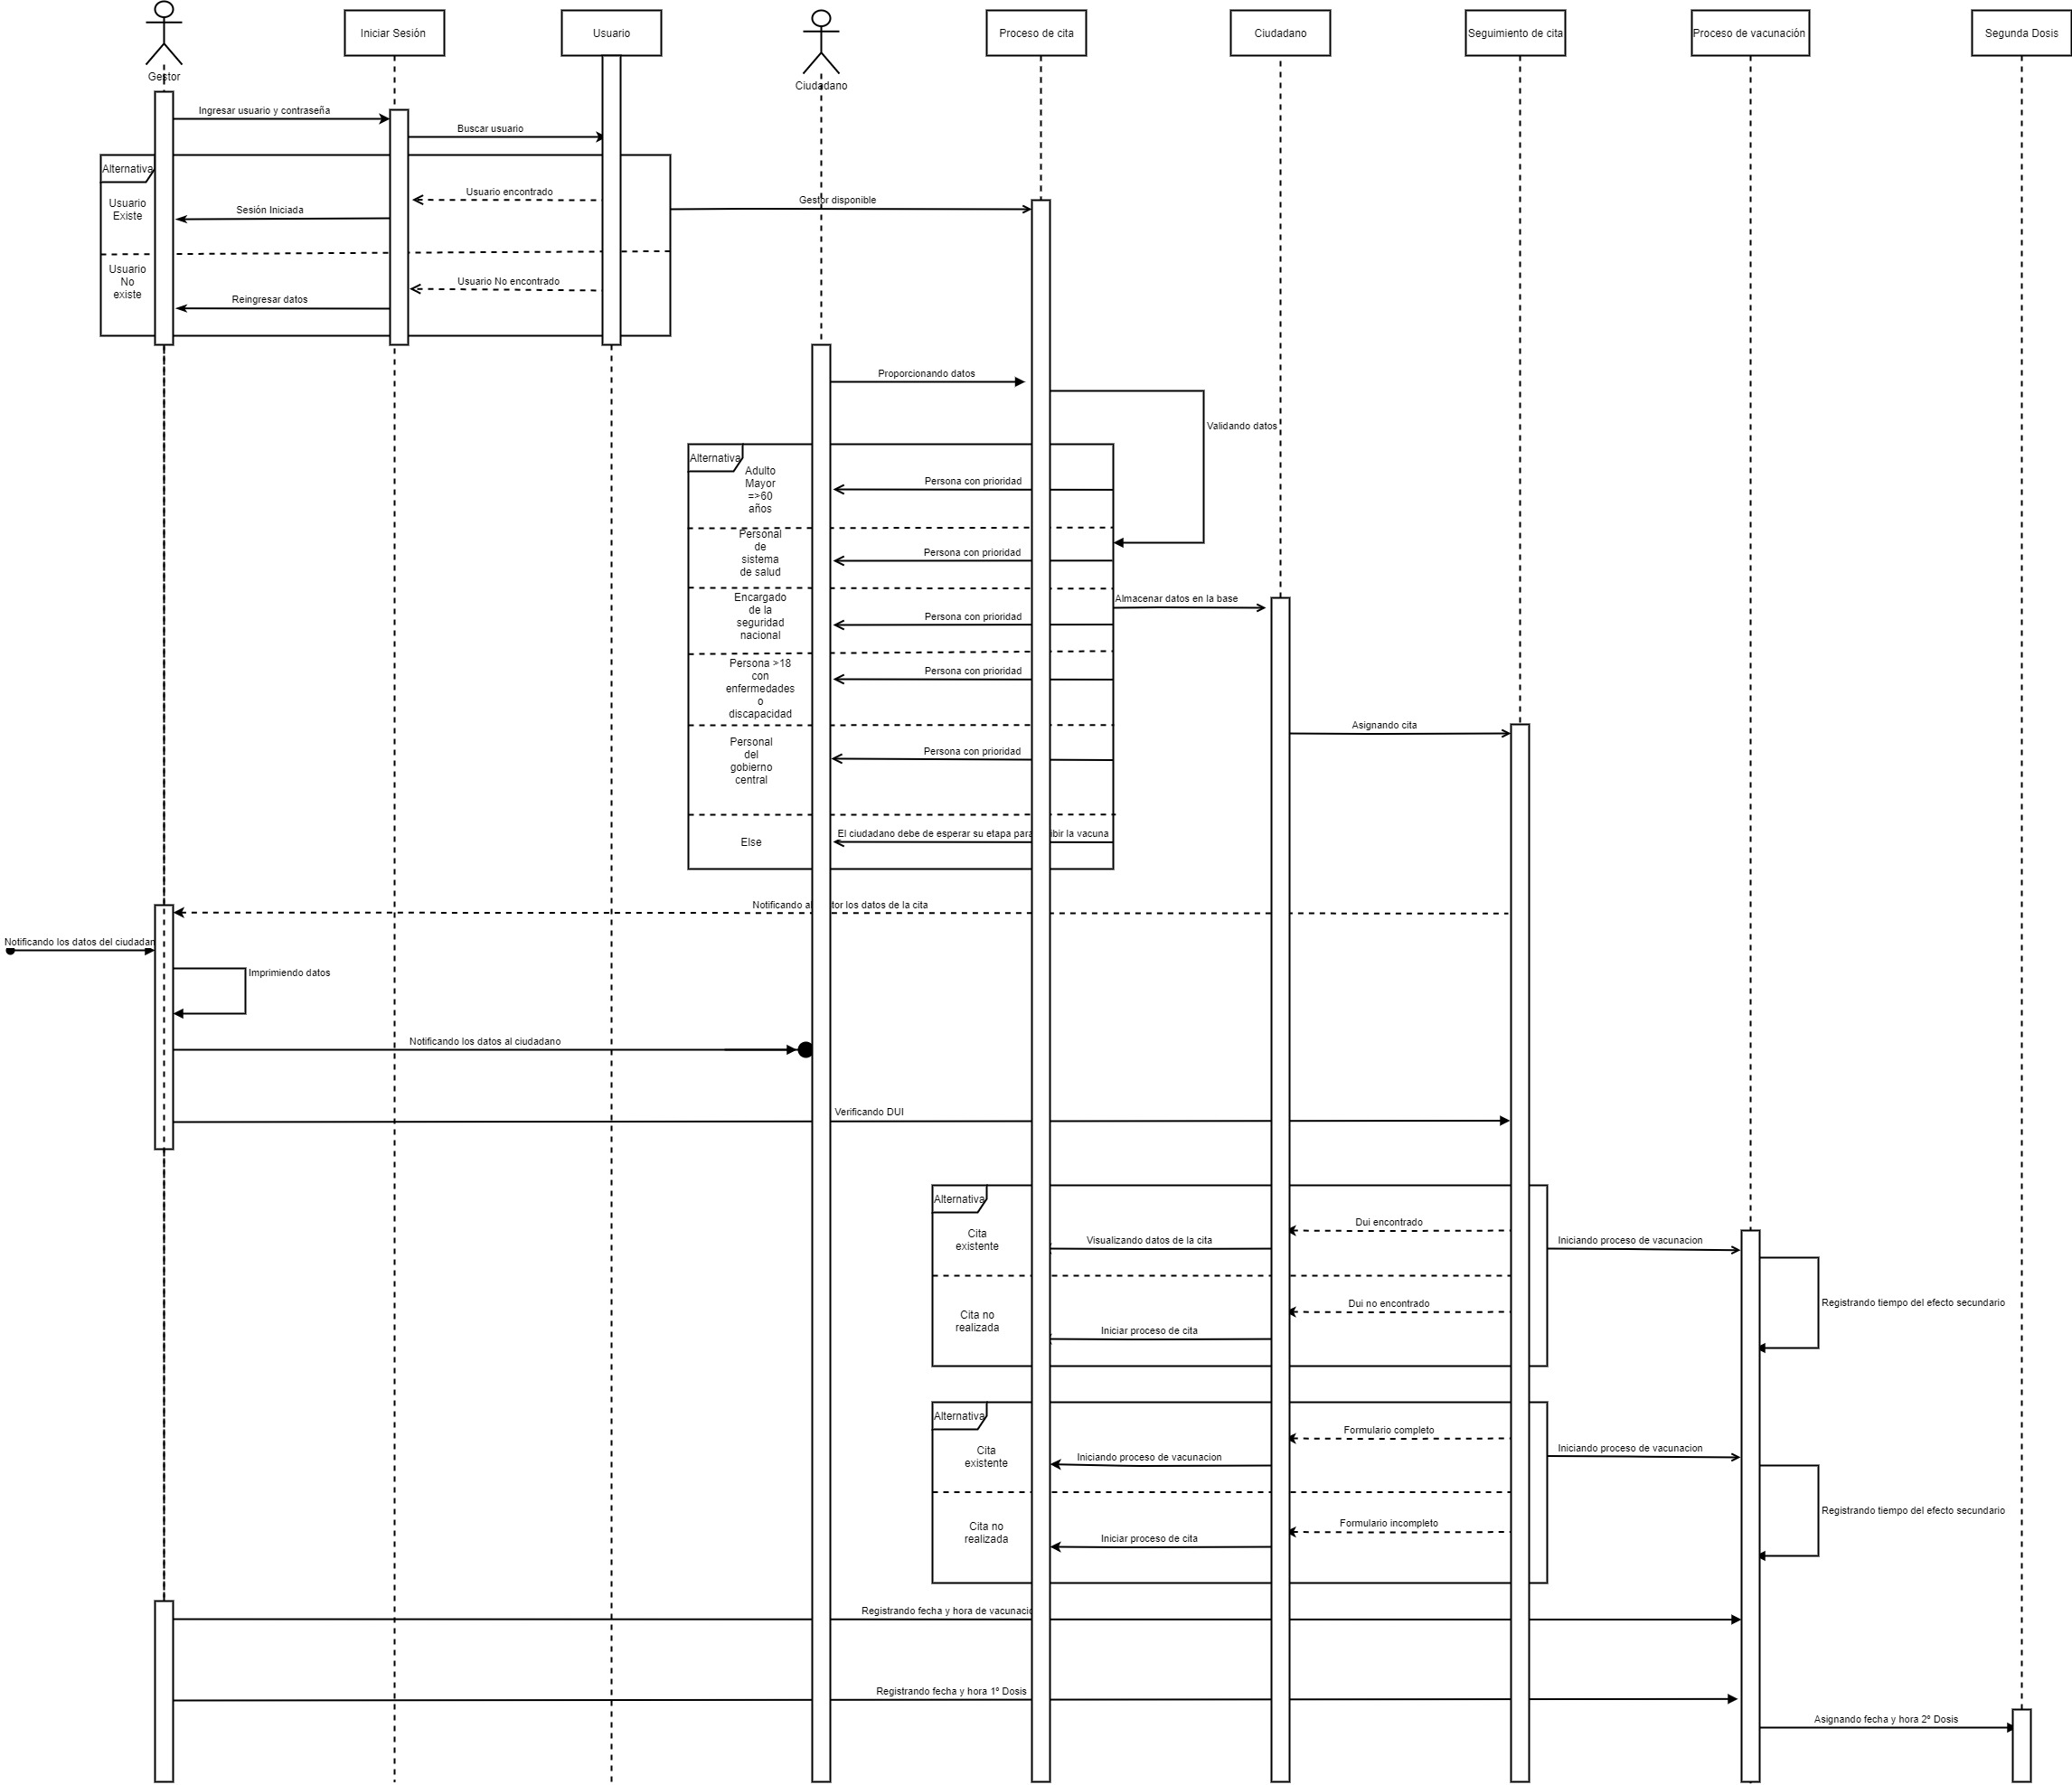 Gestor
Iniciar Sesión
Usuario
Ciudadano
Proceso de cita
Ciudadano
Seguimiento de cita
Proceso de vacunación
Segunda Dosis
Ingresar usuario y contraseña
Buscar usuario
Alternativa
Usuario
Existe
Usuario encontrado
Sesión Iniciada
Gestor disponible
Usuario
No
existe
Usuario No encontrado
Reingresar datos
Proporcionando datos
Validando datos
Alternativa
Adulto
Mayor
=>60
años
Persona con prioridad
Personal
de
sistema
de salud
Persona con prioridad
Encargado
de la
seguridad
nacional
Persona con prioridad
Almacenar datos en la base
Persona >18
con
enfermedades
o
discapacidad
Persona con prioridad
Asignando cita
Personal
del
gobierno
central
Persona con prioridad
Else
El ciudadano debe de esperar su etapa para ibir la vacuna
Notificando al tor los datos de la cita
Notificando los datos del ciudadan
Imprimiendo datos
Notificando los datos al ciudadano
Verificando DUI
Alternativa
Cita
existente
Dui encontrado
Visualizando datos de la cita
Iniciando proceso de vacunacion
Registrando tiempo del efecto secundario
Cita no
realizada
Dui no encontrado
Iniciar proceso de cita
Alternativa
Cita
existente
Formulario completo
Iniciando proceso de vacunacion
Iniciando proceso de vacunacion
Registrando tiempo del efecto secundario
Cita no
realizada
Formulario incompleto
Iniciar proceso de cita
Registrando fecha y hora de vacunació
Registrando fecha y hora 1º Dosis
Asignando fecha y hora 2º Dosis